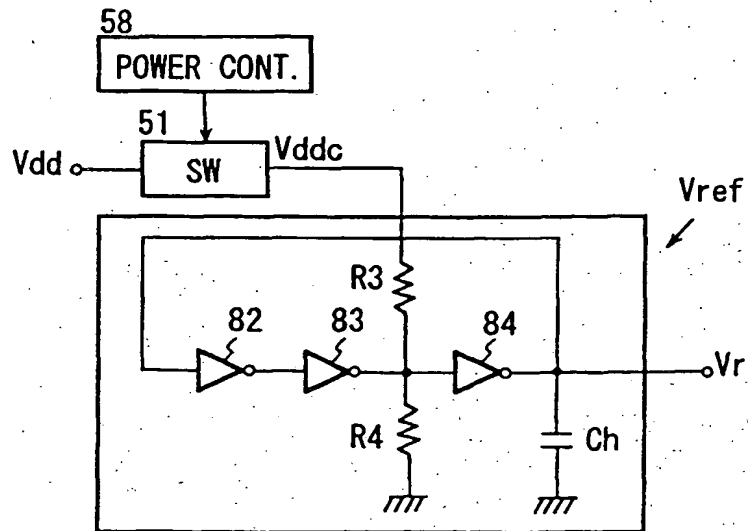 58
POWER CONT.
51
Vdd
SW
Vddc
Vref
R3
82
83
84
Vr
R4
Ch